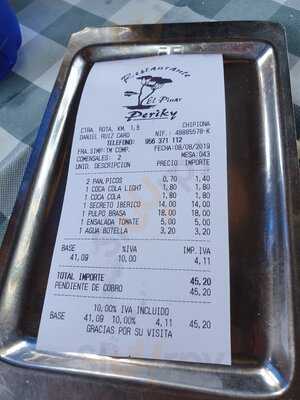 Restaurante
El Pinar
Periky
CTRA. ROTA, KM. 1,5 CHIPIONA
DANIEL RUIZ CARO NIF.: 48885578-K
TELEFONO: 956 371 112
FRA.SIMP:TM COMP. FECHA-08/08/2019
COMENSALES: 2 MESA:043
UNID. DESCRIPCION PRECIO IMPORTE
2 PAN,PICOS 0,70 1,40
1 COCA COLA LIGHT 1,80 1,80
1 COCA COLA 1,80 1,80
1 SECRETO IBERICO 14,00 14,00
1 PULPO BRASA 18,00 18,00
1 ENSALADA TOMATE 5,00 5,00
1 AGUA BOTELLA 3,20 3,20
BASE %IVA IMP.IVA
41,09 10,00 4,11
TOTAL IMPORTE 45,20
PENDIENTE DE COBRO 45,20
10,00% IVA INCLUIDO
BASE 41,09 10,00% 4,11 45,20
GRACIAS POR SU VISITA